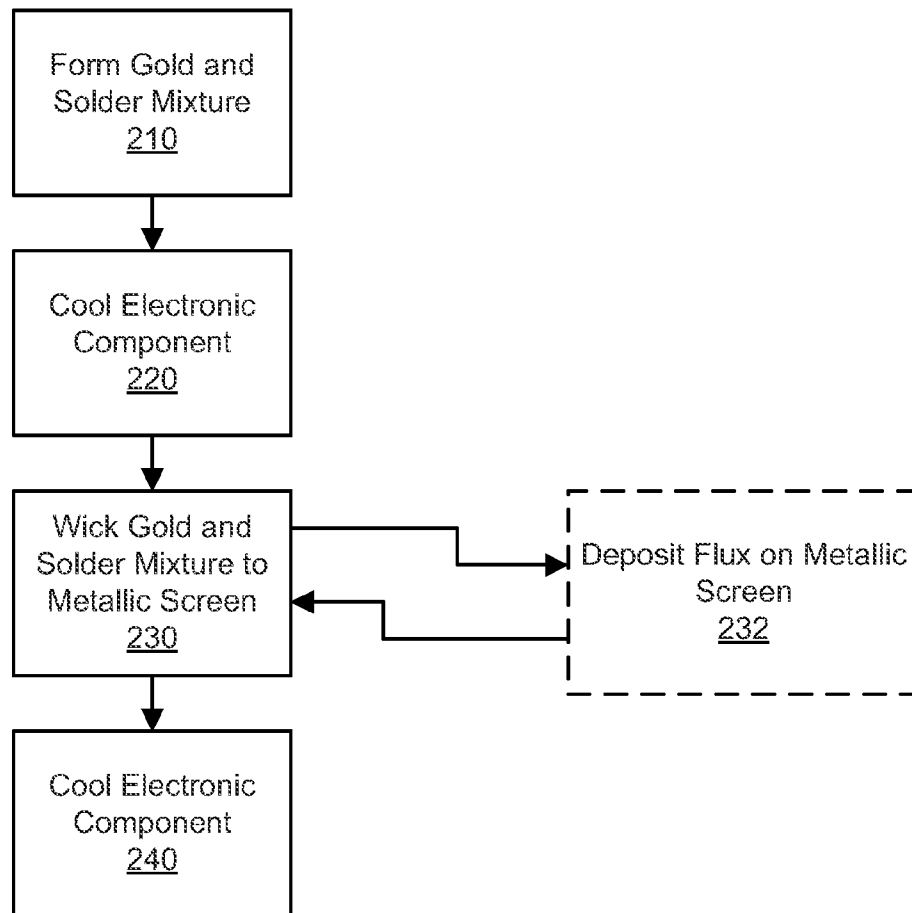 Form Gold and
Solder Mixture
210
Cool Electronic
Component
220
Wick Gold and
Solder Mixture to
Metallic Screen
230
Deposit Flux on Metallic
Screen
232
Cool Electronic
Component
240